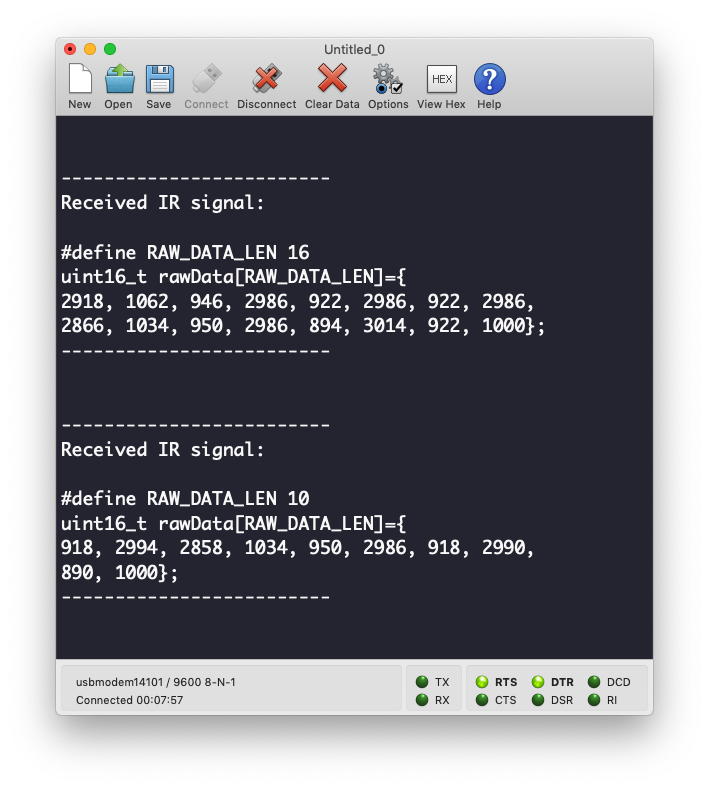 Untitled_0
New Open Save Connect Disconnect Clear Data Options HEX View Hex ? Help
--------------------------
Received IR signal:
#define RAW_DATA_LEN 16
uint16_t rawData[RAW_DATA_LEN]={
2918, 1062, 946, 2986, 922, 2986, 922, 2986,
2866, 1034, 950, 2986, 894, 3014, 922, 1000};
--------------------------
--------------------------
Received IR signal:
#define RAW_DATA_LEN 10
uint16_t rawData[RAW_DATA_LEN]={
918, 2994, 2858, 1034, 950, 2986, 918, 2990,
890, 1000};
--------------------------
usbmodem14101 / 9600 8-N-1
Connected 00:07:57
TX RTS DTR DCD
RX CTS DSR RI